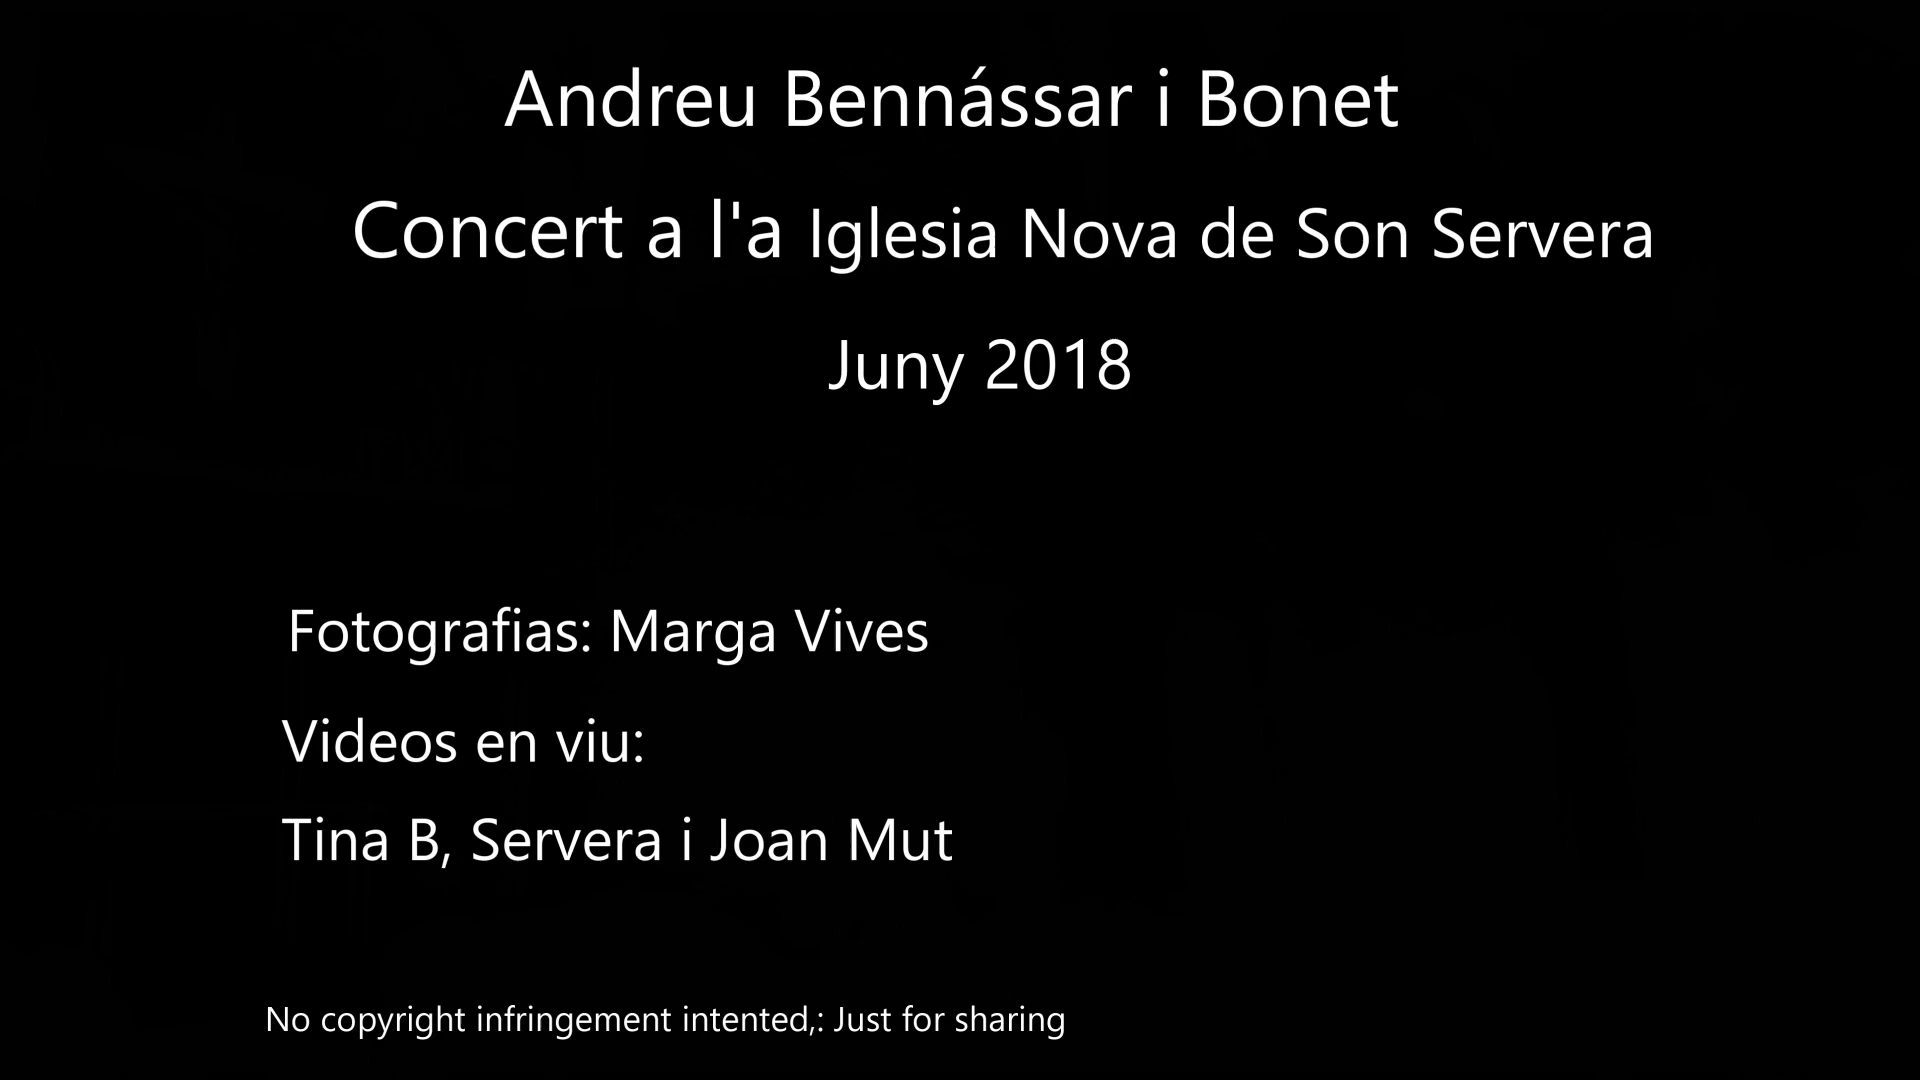 Andreu Bennássar i Bonet
Concert a l'a Iglesia Nova de Son Servera
Juny 2018
Fotografias: Marga Vives
Videos en viu:
Tina B, Servera i Joan Mut
No copyright infringement intented,: Just for sharing